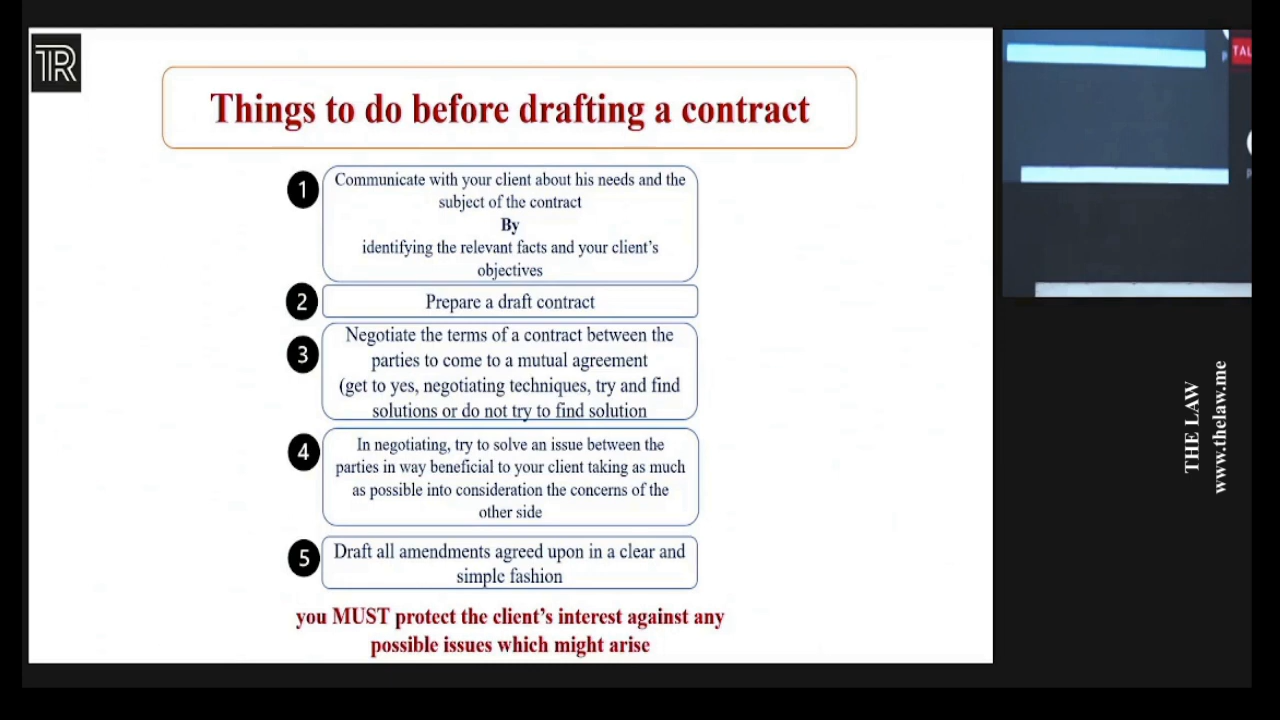 TR
Things to do before drafting a contract
1
Communicate with your client about his needs and the
subject of the contract
By
identifying the relevant facts and your client's
objectives
2
Prepare a draft contract
3
Negotiate the terms of a contract between the
parties to come to a mutual agreement
(get to yes, negotiating techniques, try and find
solutions or do not try to find solution
4
In negotiating, try to solve an issue between the
parties in way beneficial to your client taking as much
as possible into consideration the concerns of the
other side
5
Draft all amendments agreed upon in a clear and
simple fashion
you MUST protect the client's interest against any
possible issues which might arise
THE LAW
www.thelaw.me